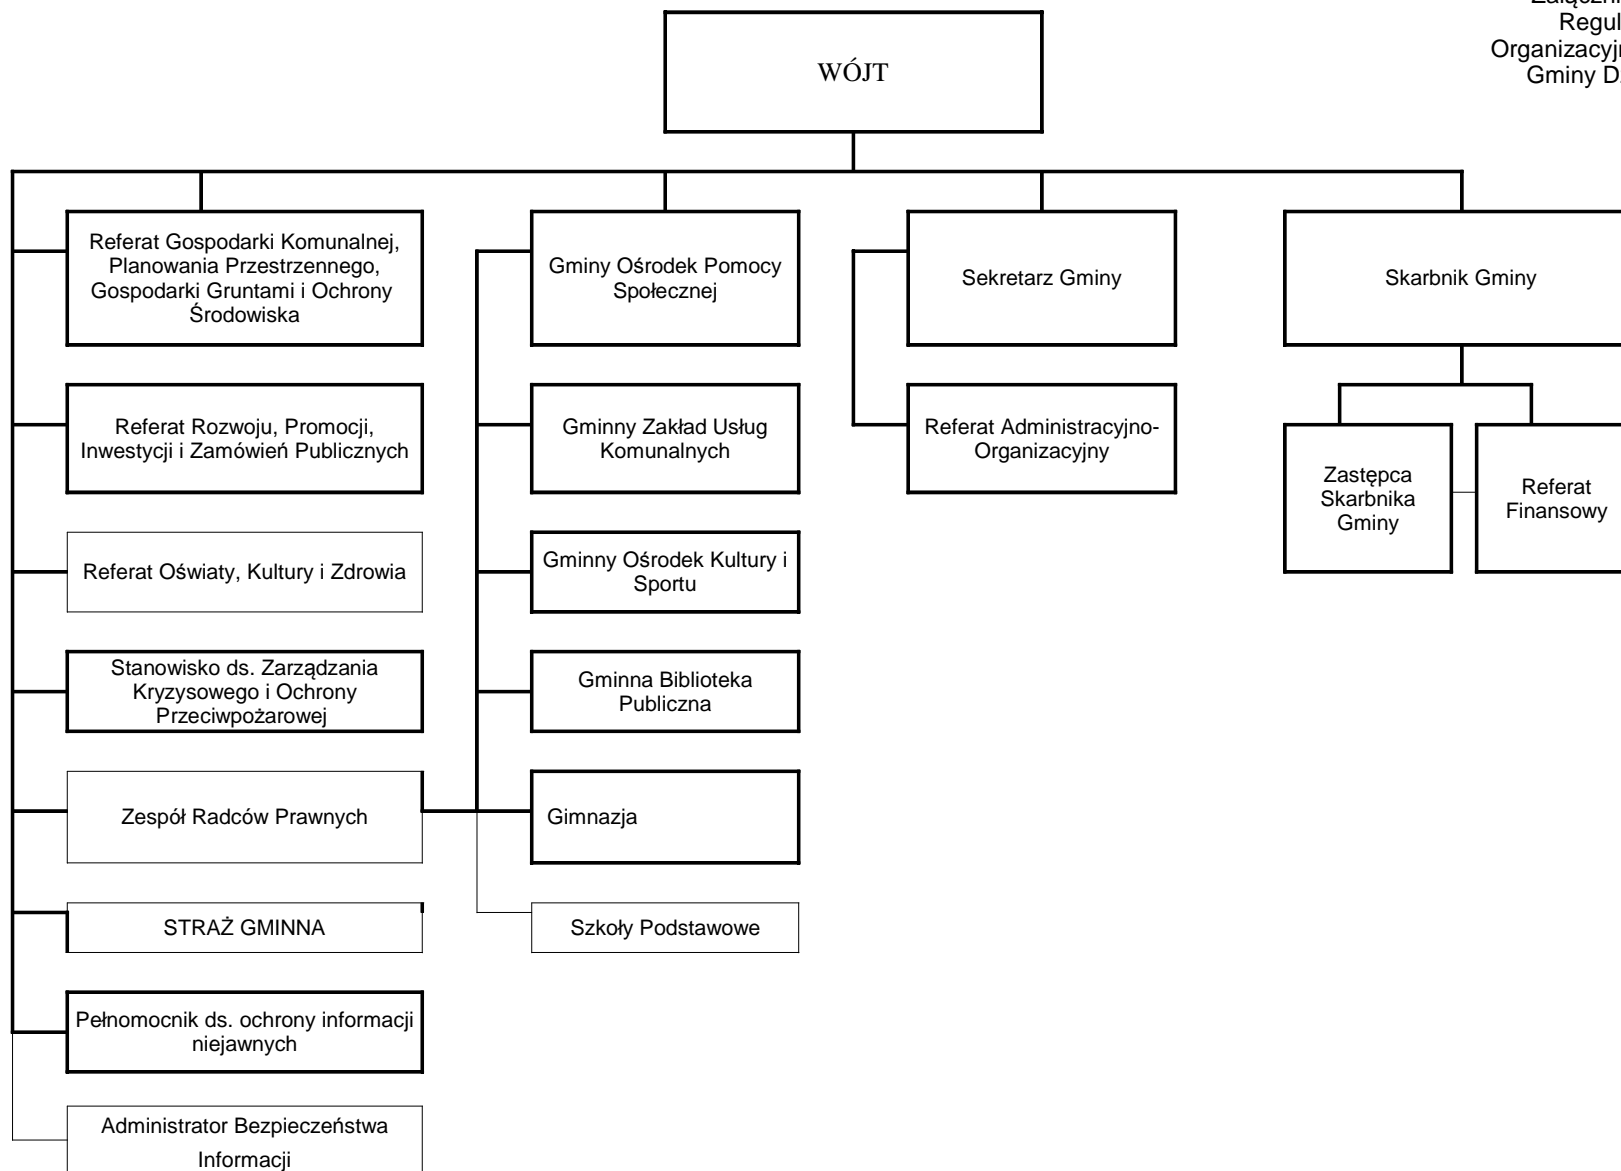 Regul
Organizacyjn
Gminy D
WÓJT
Referat Gospodarki Komunalnej,
Planowania Przestrzennego,
Gospodarki Gruntami i Ochrony
Środowiska
Gminy Ośrodek Pomocy
Społecznej
Sekretarz Gminy
Skarbnik Gminy
Referat Rozwoju, Promocji,
Inwestycji i Zamówień Publicznych
Gminny Zakład Usług
Komunalnych
Referat Administracyjno-
Organizacyjny
Zastępca
Skarbnika
Gminy
Referat
Finansowy
Referat Oświaty, Kultury i Zdrowia
Gminny Ośrodek Kultury i
Sportu
Stanowisko ds. Zarządzania
Kryzysowego i Ochrony
Przeciwpożarowej
Gminna Biblioteka
Publiczna
Zespół Radców Prawnych
Gimnazja
STRAŻ GMINNA
Szkoły Podstawowe
Pełnomocnik ds. ochrony informacji
niejawnych
Administrator Bezpieczeństwa
Informacji